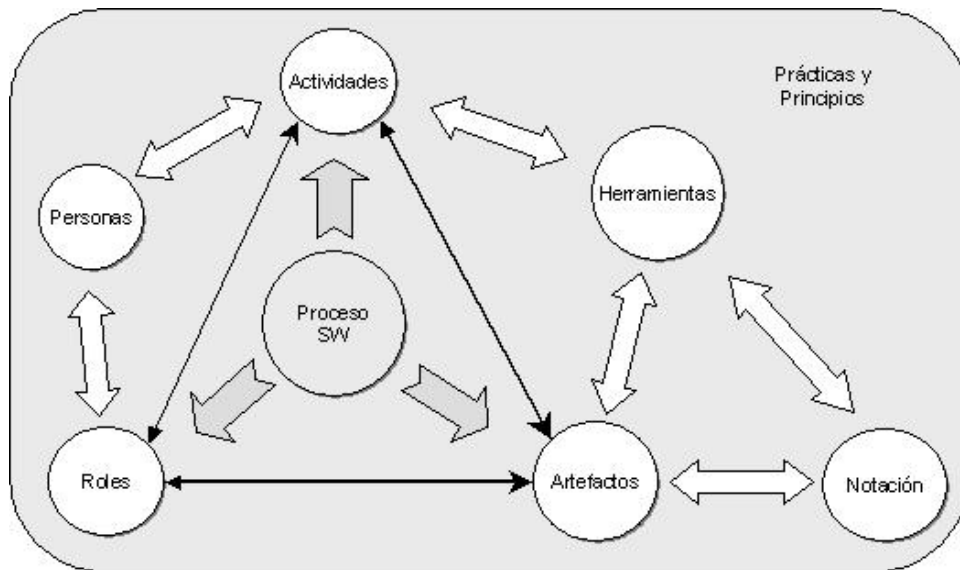 Actividades
Prácticas y
Principios
Herramientas
Personas
Proceso
SW
Roles
Artefactos
Notación